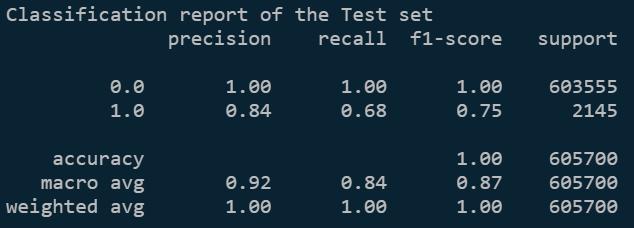 Classification report of the Test set
precision recall f1-score support
0.0 1.00 1.00 1.00 603555
1.0 0.84 0.68 0.75 2145
accuracy 1.00 605700
macro avg 0.92 0.84 0.87 605700
weighted avg 1.00 1.00 1.00 605700